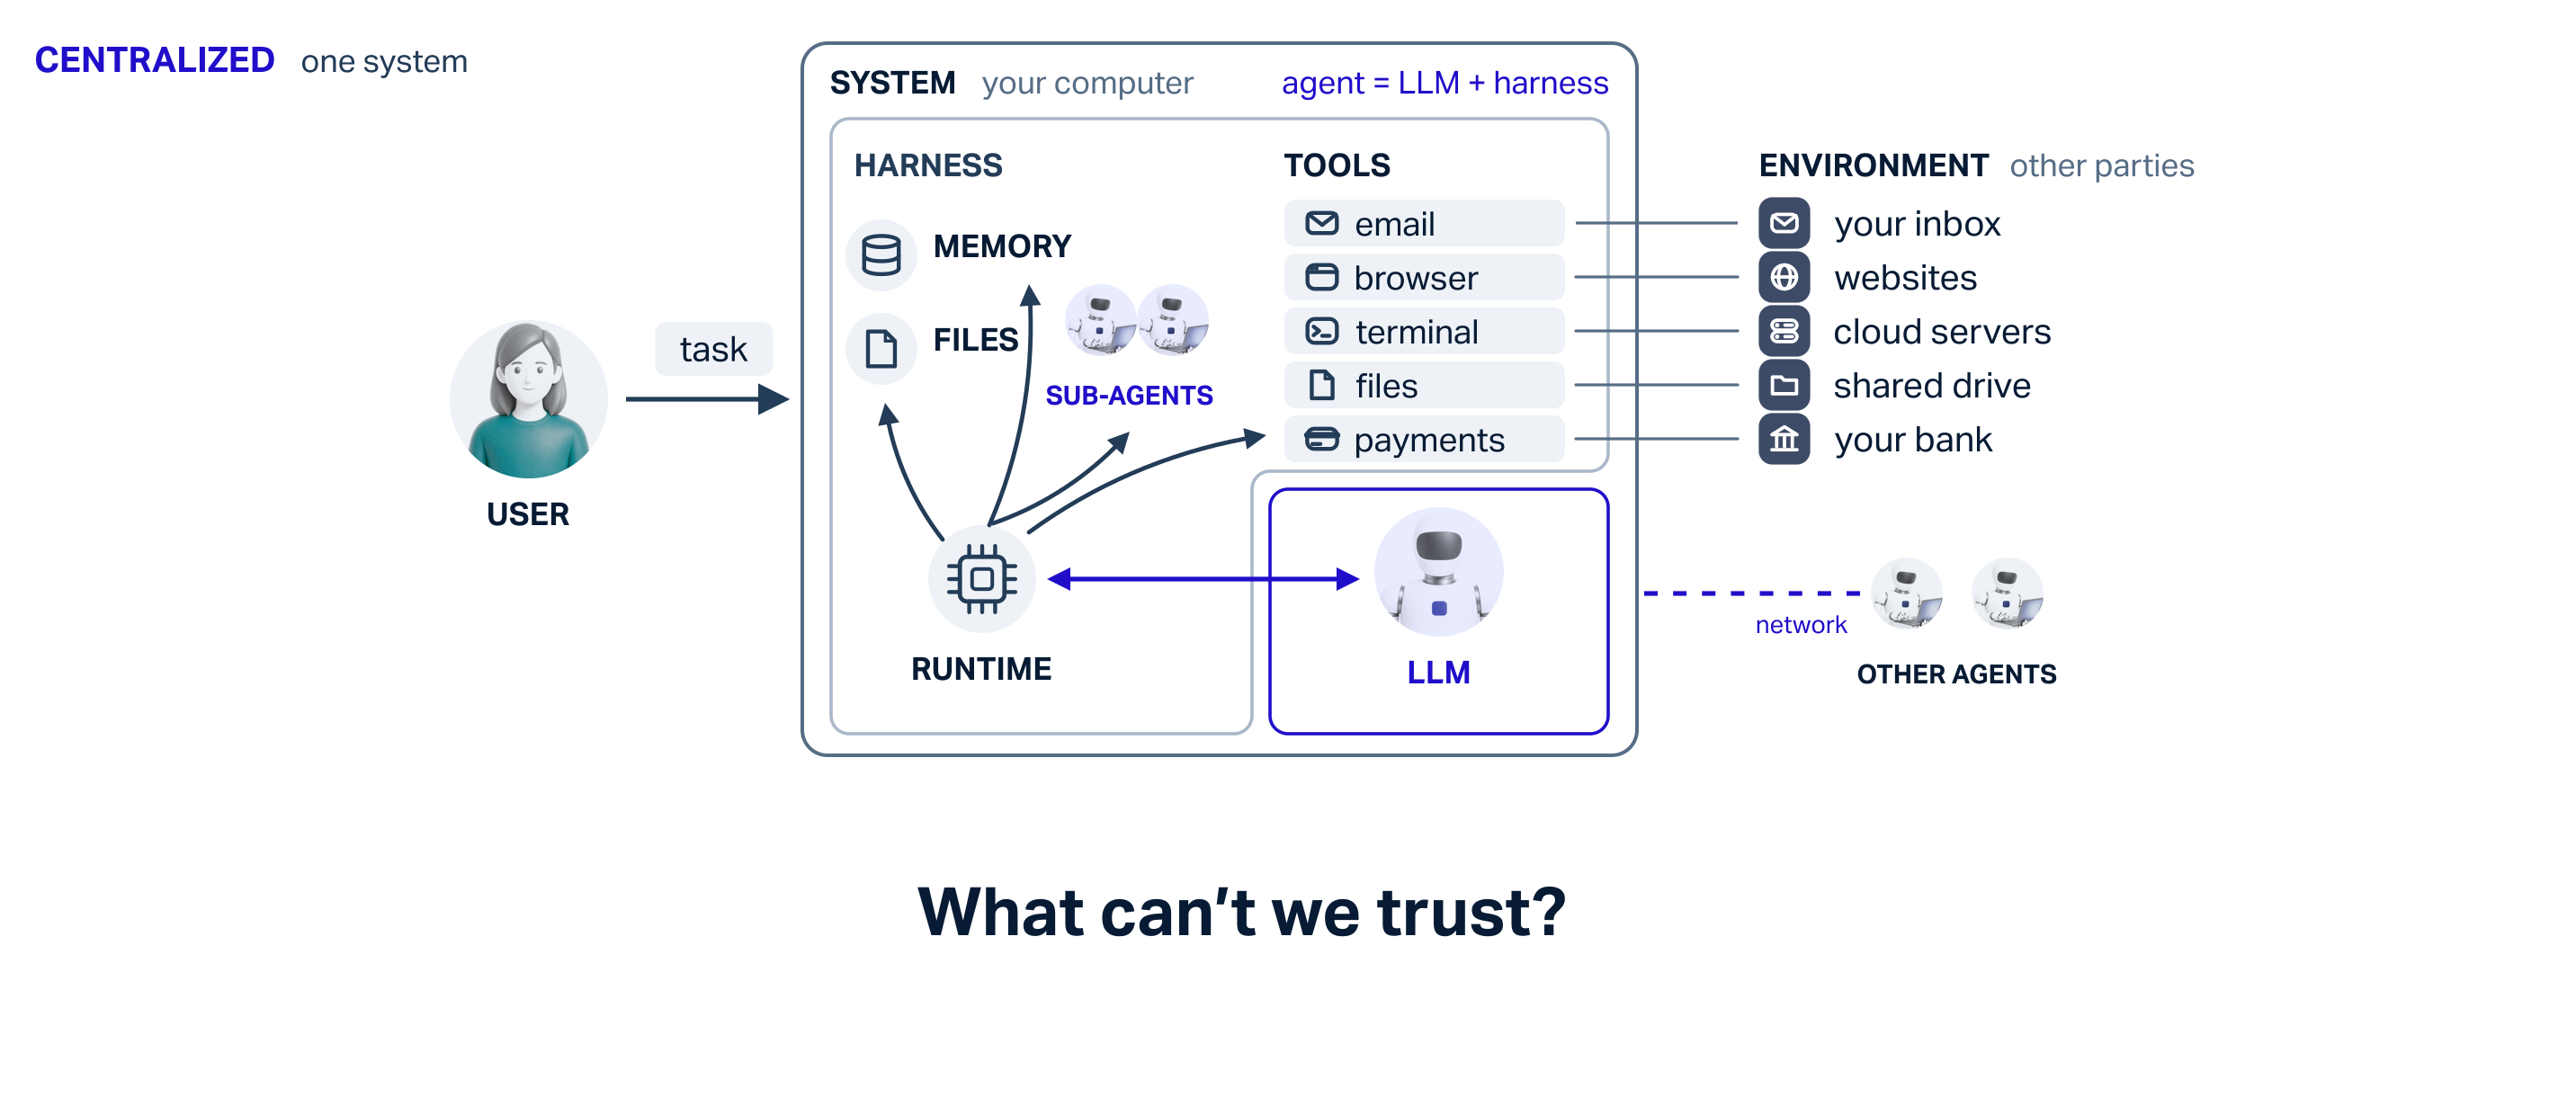 CENTRALIZED one system
SYSTEM your computer agent = LLM + harness
HARNESS
MEMORY
FILES
SUB-AGENTS
RUNTIME
TOOLS
email
browser
terminal
files
payments
LLM
task
USER
ENVIRONMENT other parties
your inbox
websites
cloud servers
shared drive
your bank
network
OTHER AGENTS
What can’t we trust?